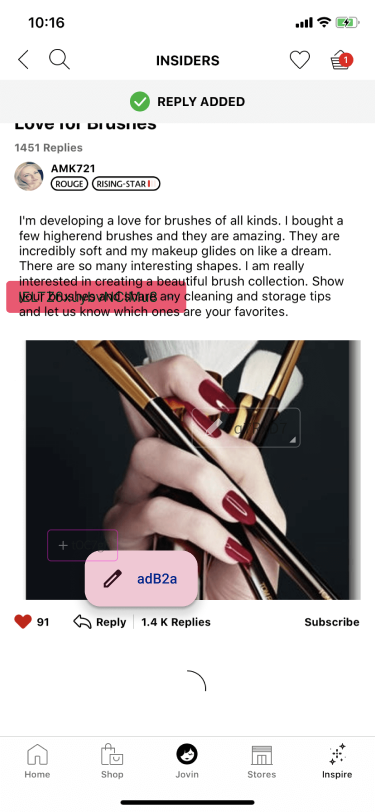 10:16
INSIDERS
1
REPLY ADDED
Love for Brushes
1451 Replies
AMK721
ROUGE
RISING-STAR
I'm developing a love for brushes of all kinds. I bought a
few higherend brushes and they are amazing. They are
incredibly soft and my makeup glides on like a dream.
There are so many interesting shapes. I am really
interested in creating a beautiful brush collection. Show
your brushes and share any cleaning and storage tips
and let us know which ones are your favorites.
adB2a
91
Reply
1.4 K Replies
Subscribe
Home
Shop
Jovin
Stores
Inspire